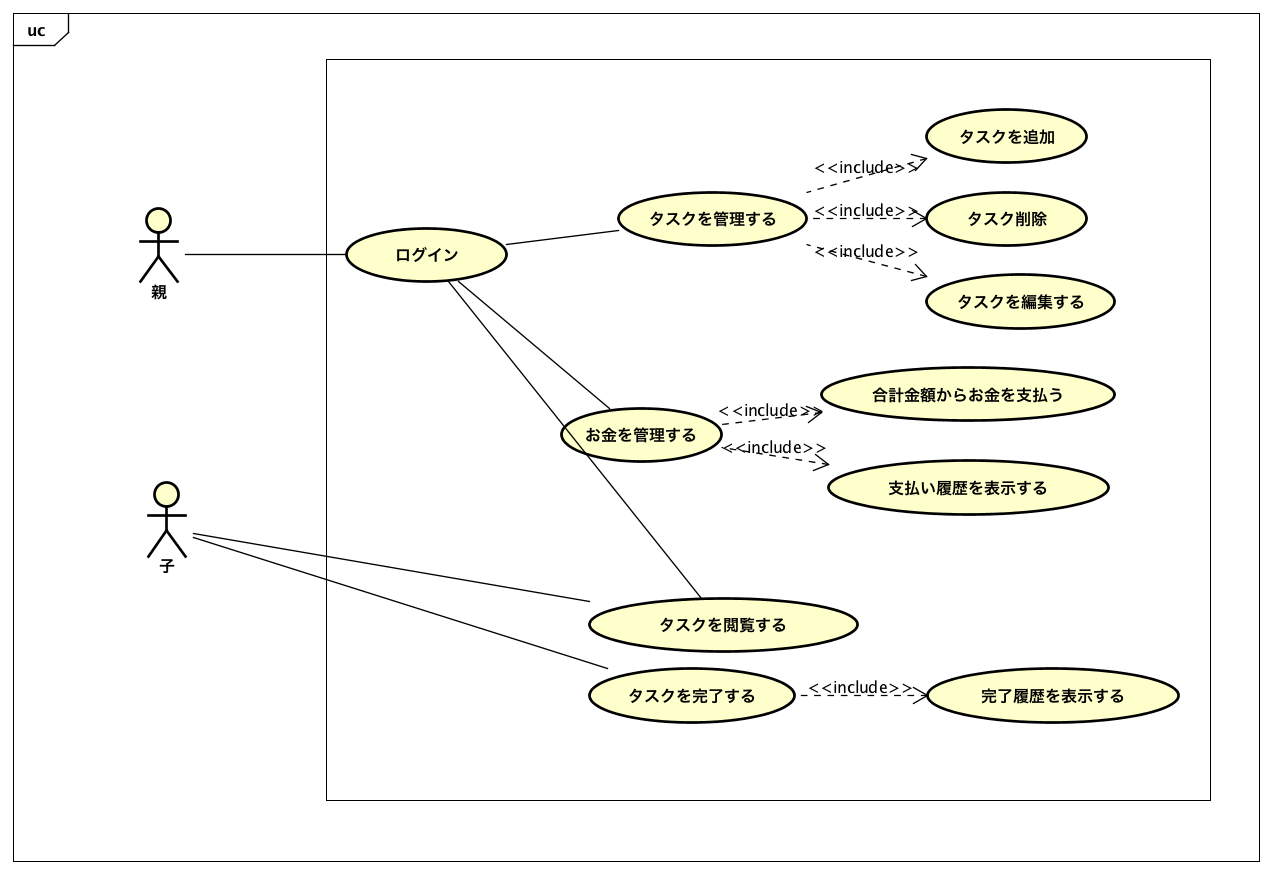 uc
タスクを追加
<<include>>
タスクを管理する
<<include>>
タスク削除
ログイン
<<include>>
親
タスクを編集する
合計金額からお金を支払う
<<include>>
お金を管理する
<<include>>
支払い履歴を表示する
子
タスクを閲覧する
タスクを完了する
<<include>>
完了履歴を表示する